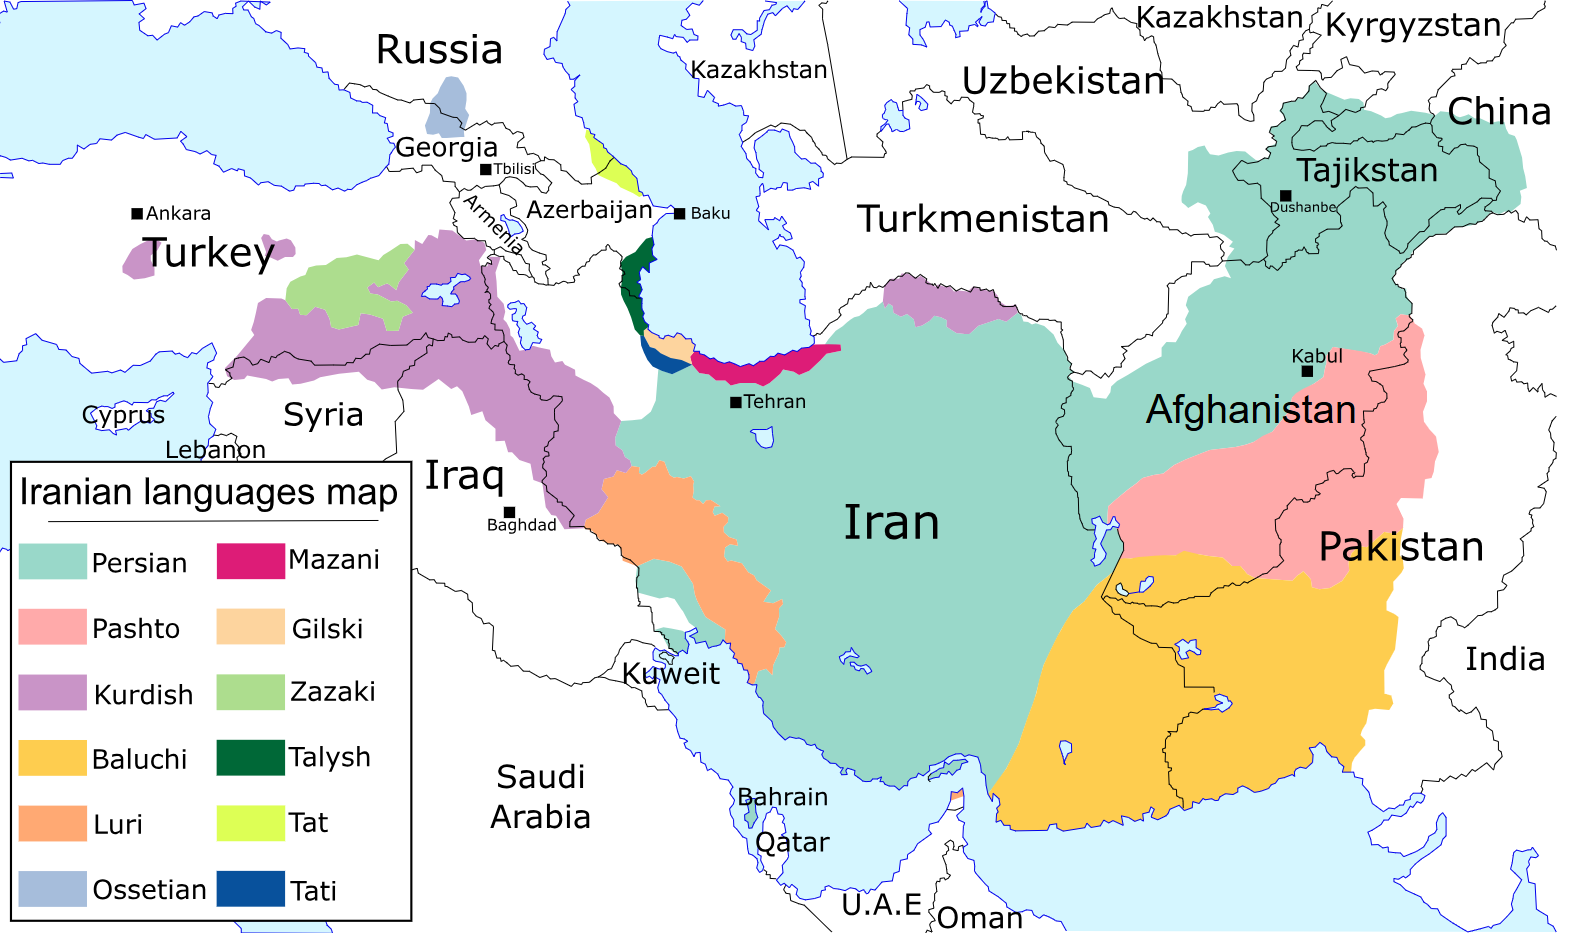 Kazakhstan
Kyrgyzstan
Russia
Kazakhstan
Uzbekistan
China
Georgia
Tbilisi
Tajikstan
Ankara
Armenia
Azerbaijan
Baku
Dushanbe
Turkmenistan
Turkey
Kabul
Cyprus
Syria
Tehran
Afghanistan
Lebanon
Iraq
Iranian languages map
Baghdad
Iran
Pakistan
Persian
Mazani
Pashto
Gilski
Kuweit
India
Kurdish
Zazaki
Baluchi
Talysh
Saudi
Arabia
Bahrain
Luri
Tat
Qatar
Ossetian
Tati
U.A.E
Oman